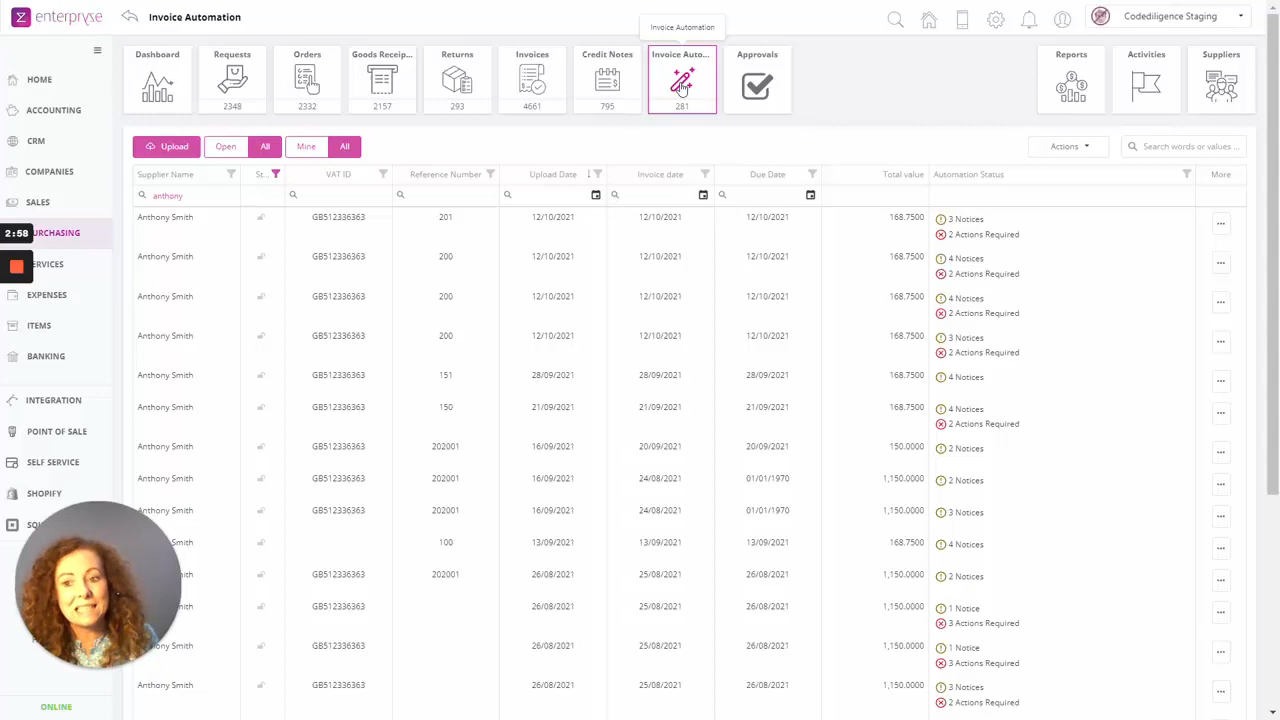 enterpryse
Invoice Automation
Invoice Automation
Codediligence Staging
Dashboard
Requests
2348
Orders
2332
Goods Receip...
2157
Returns
293
Invoices
4661
Credit Notes
795
Invoice Auto...
281
Approvals
Reports
Activities
Suppliers
HOME
ACCOUNTING
CRM
COMPANIES
SALES
2:58
URCHASING
ERVICES
EXPENSES
ITEMS
BANKING
INTEGRATION
POINT OF SALE
SELF SERVICE
SHOPIFY
SQ
ONLINE
Upload
Open
All
Mine
All
Actions
Search words or values ...
Supplier Name St... VAT ID Reference Number Upload Date Invoice date Due Date Total value Automation Status More
anthony
Anthony Smith GB512336363 201 12/10/2021 12/10/2021 12/10/2021 168.7500 3 Notices ...
2 Actions Required
Anthony Smith GB512336363 200 12/10/2021 12/10/2021 12/10/2021 168.7500 4 Notices ...
2 Actions Required
Anthony Smith GB512336363 200 12/10/2021 12/10/2021 12/10/2021 168.7500 4 Notices ...
2 Actions Required
Anthony Smith GB512336363 200 12/10/2021 12/10/2021 12/10/2021 168.7500 3 Notices ...
2 Actions Required
Anthony Smith GB512336363 151 28/09/2021 28/09/2021 28/09/2021 168.7500 4 Notices ...
Anthony Smith GB512336363 150 21/09/2021 21/09/2021 21/09/2021 168.7500 4 Notices ...
2 Actions Required
Anthony Smith GB512336363 202001 16/09/2021 20/09/2021 20/09/2021 150.0000 2 Notices ...
Anthony Smith GB512336363 202001 16/09/2021 24/08/2021 01/01/1970 1,150.0000 2 Notices ...
Anthony Smith GB512336363 202001 16/09/2021 24/08/2021 01/01/1970 1,150.0000 3 Notices ...
Anthony Smith 100 13/09/2021 13/09/2021 13/09/2021 168.7500 4 Notices ...
Anthony Smith GB512336363 202001 26/08/2021 25/08/2021 26/08/2021 1,150.0000 2 Notices ...
Anthony Smith GB512336363 26/08/2021 25/08/2021 26/08/2021 1,150.0000 1 Notice ...
3 Actions Required
Anthony Smith GB512336363 26/08/2021 25/08/2021 26/08/2021 1,150.0000 1 Notice ...
3 Actions Required
Anthony Smith GB512336363 26/08/2021 25/08/2021 26/08/2021 1,150.0000 3 Notices ...
2 Actions Required